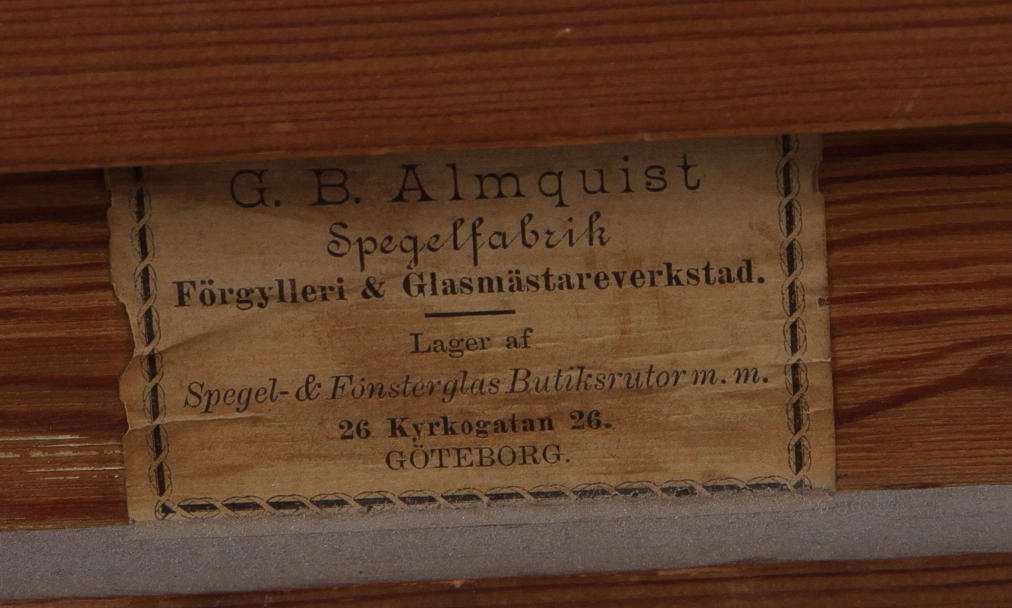 G. B. Almquist
Spegelfabrik
Förgylleri & Glasmästareverkstad.
Lager af
Spegel- & Fönsterglas Butiksrutor m. m.
26 Kyrkogatan 26.
GÖTEBORG.